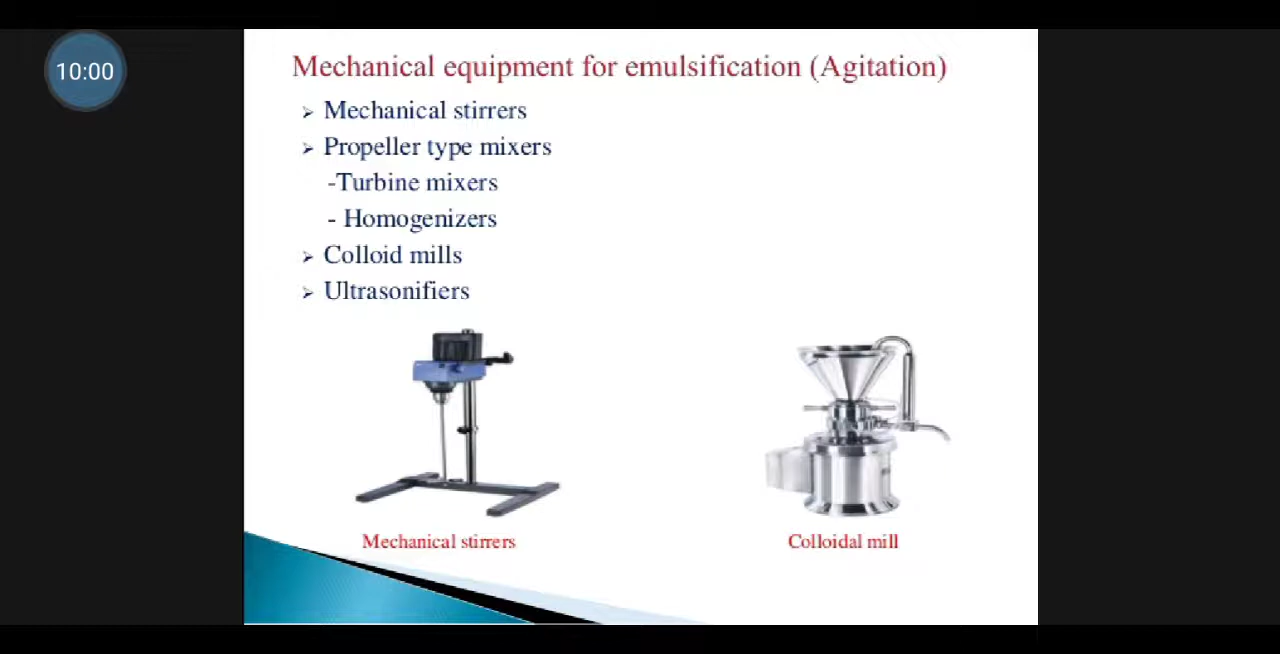 10:00
Mechanical equipment for emulsification (Agitation)
➢ Mechanical stirrers
➢ Propeller type mixers
-Turbine mixers
- Homogenizers
➢ Colloid mills
➢ Ultrasonifiers
Mechanical stirrers
Colloidal mill